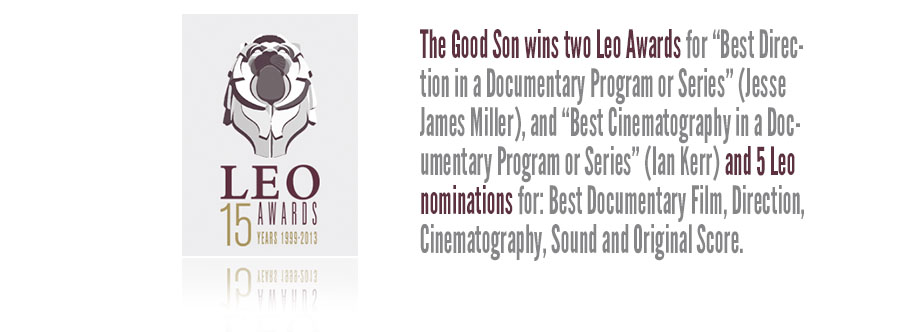 LEO
15 AWARDS
YEARS 1999-2013
The Good Son wins two Leo Awards for “Best Direc-
tion in a Documentary Program or Series” (Jesse
James Miller), and “Best Cinematography in a Doc-
umentary Program or Series” (Ian Kerr) and 5 Leo
nominations for: Best Documentary Film, Direction,
Cinematography, Sound and Original Score.